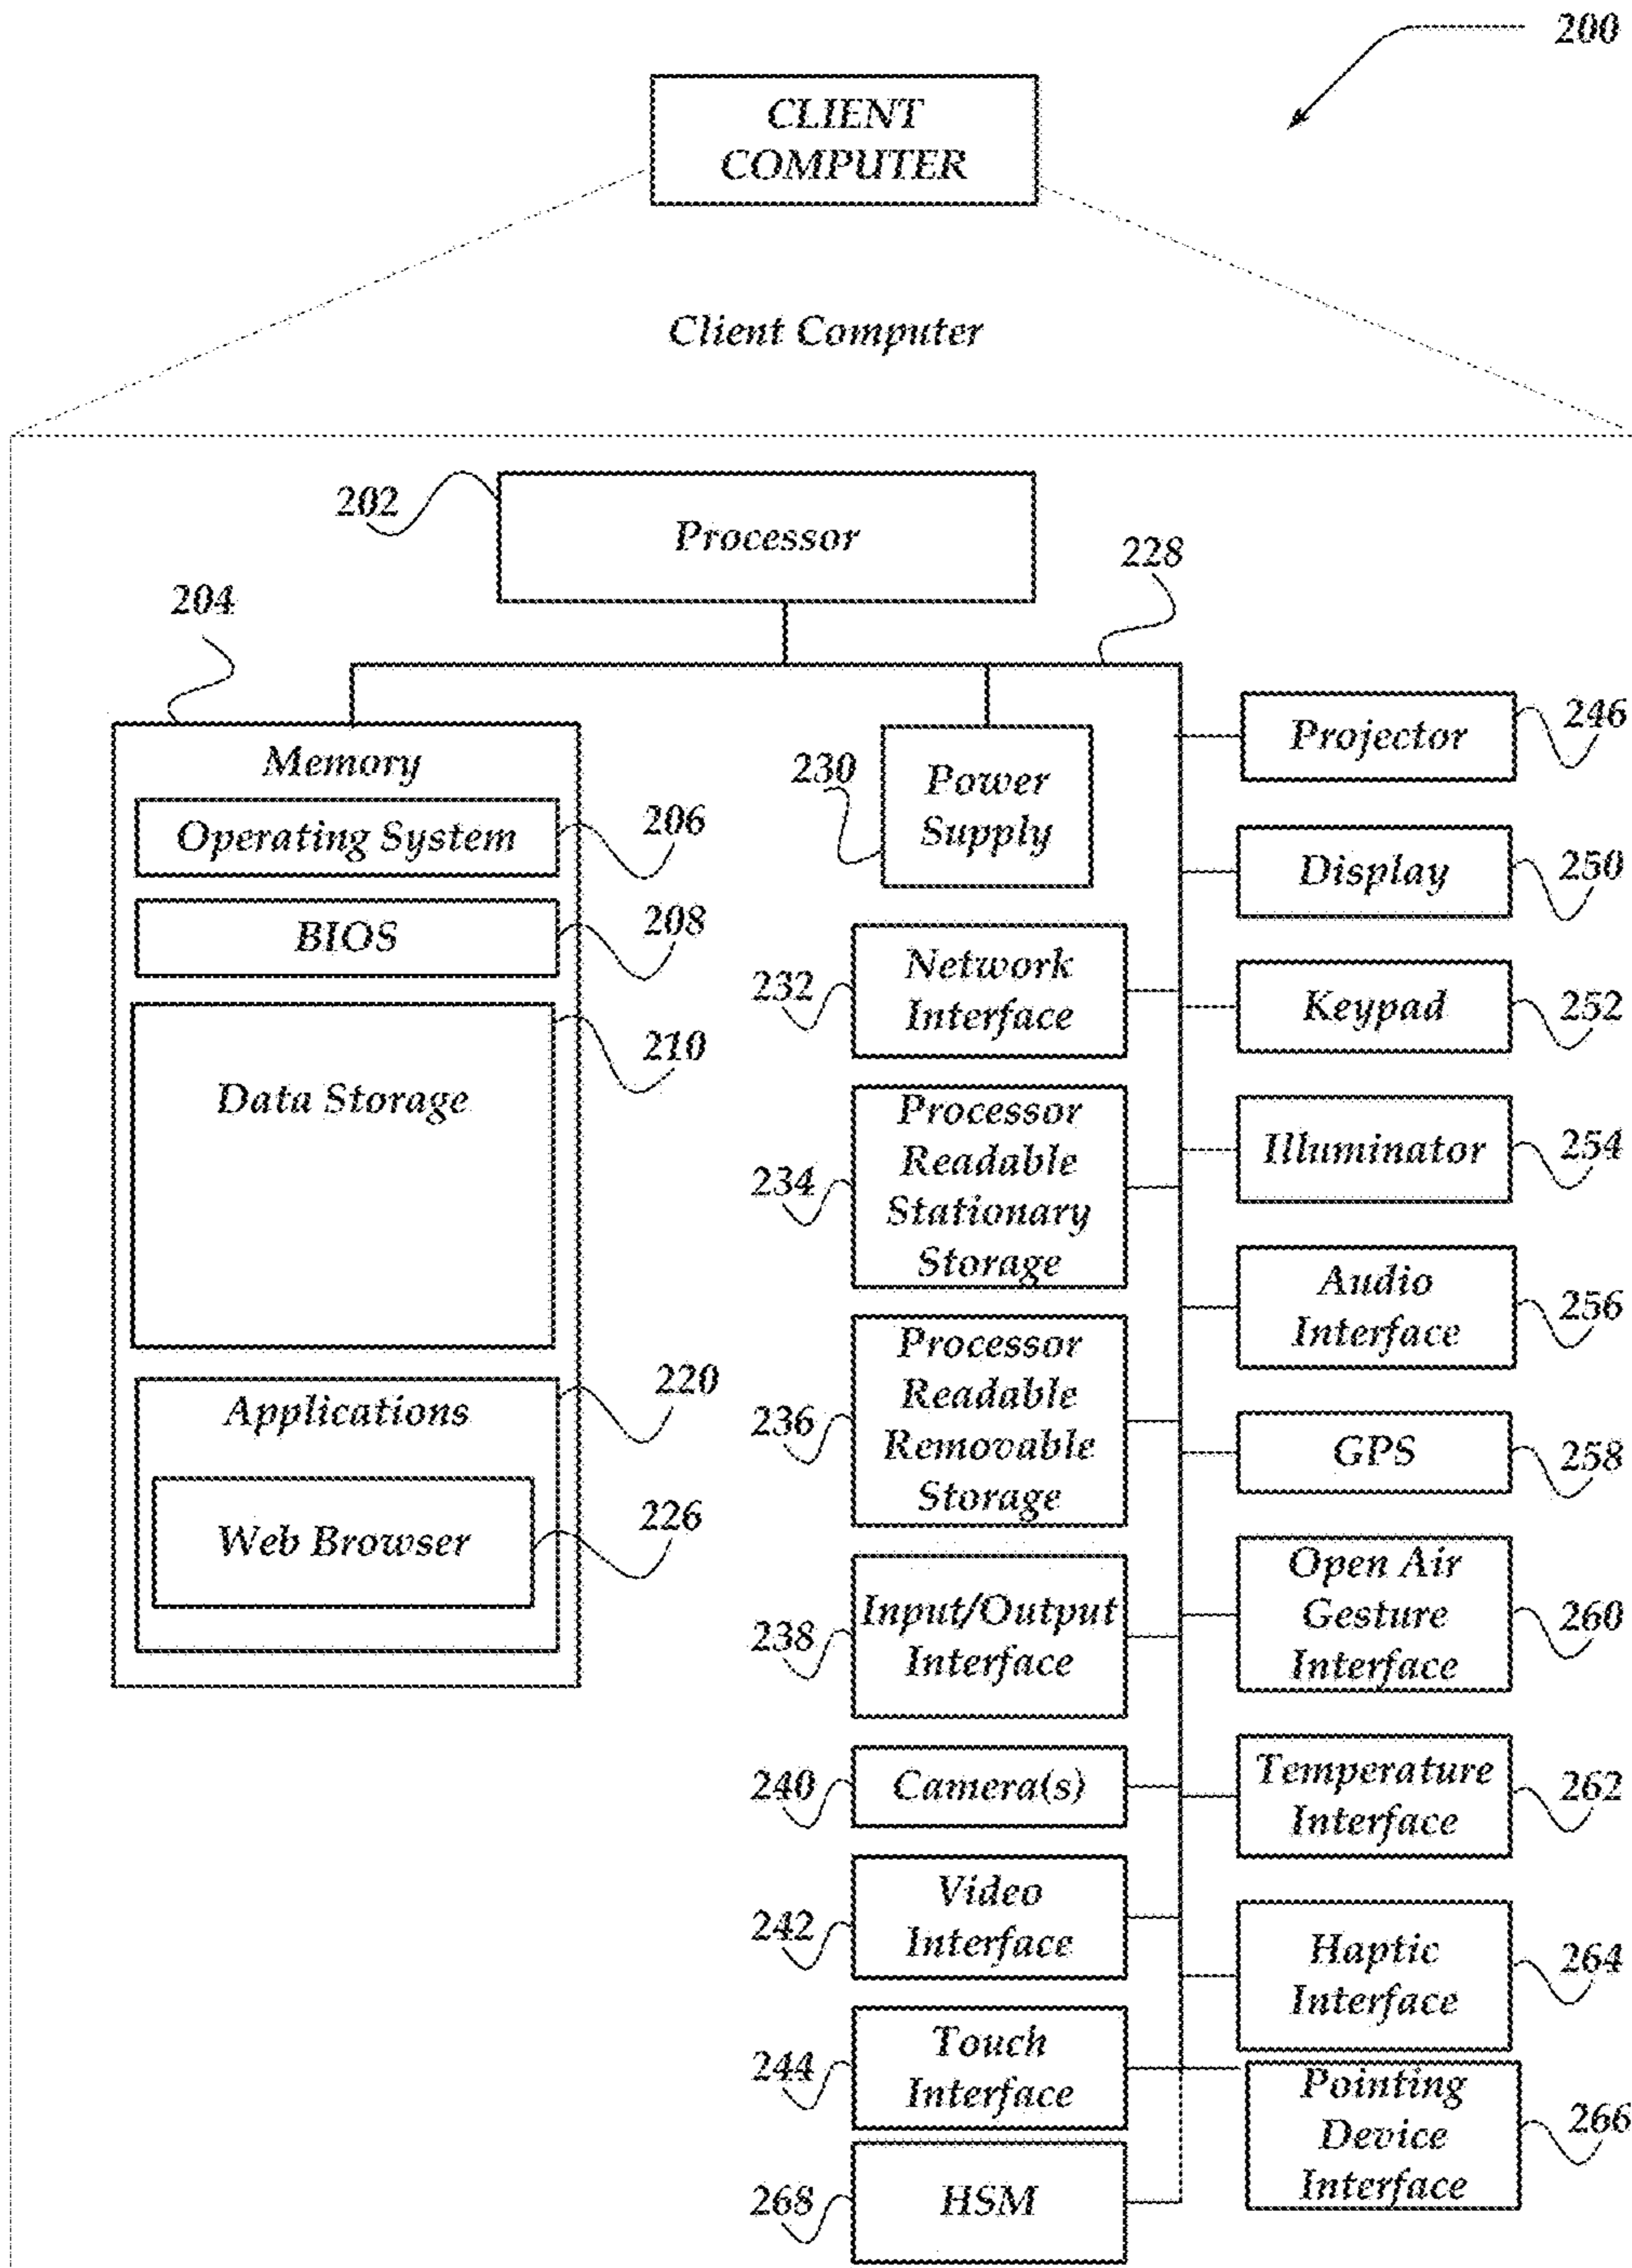 200
CLIENT
COMPUTER
Client Computer
202
Processor
228
204
Memory
Operating System
206
BIOS
208
Data Storage
210
Applications
220
Web Browser
226
230
Power
Supply
232
Network
Interface
234
Processor
Readable
Stationary
Storage
236
Processor
Readable
Removable
Storage
238
Input/Output
Interface
240
Camera(s)
242
Video
Interface
244
Touch
Interface
268
HSM
Projector
246
Display
250
Keypad
252
Illuminator
254
Audio
Interface
256
GPS
258
Open Air
Gesture
Interface
260
Temperature
Interface
262
Haptic
Interface
264
Pointing
Device
Interface
266